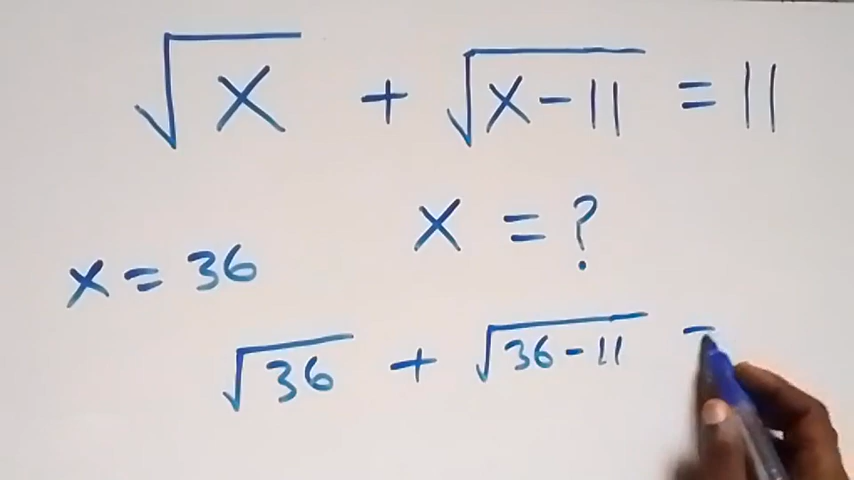 √x + √x-11 = 11
x = ?
x = 36
√36 + √36-11 =